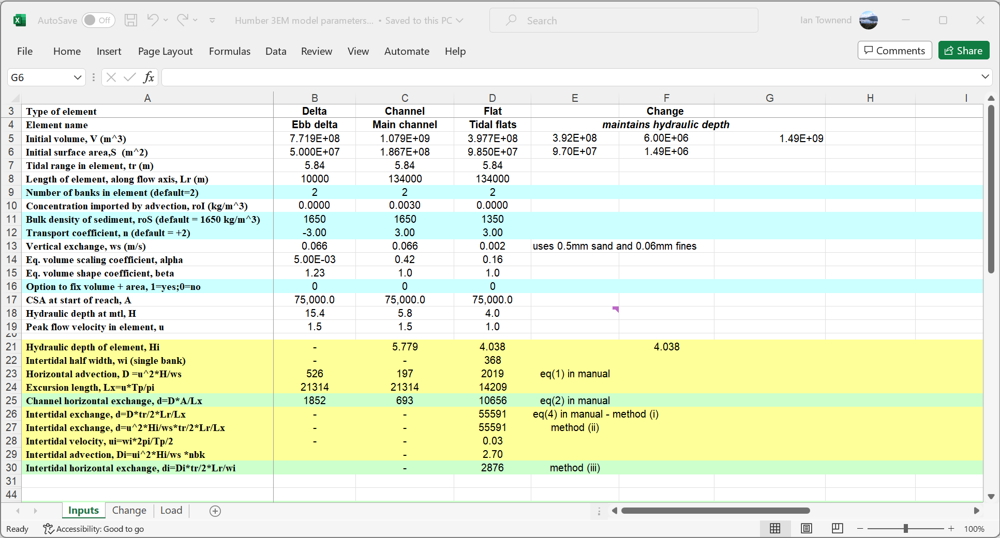 AutoSave Off Humber 3EM model parameters... • Saved to this PC Search Ian Townend
File Home Insert Page Layout Formulas Data Review View Automate Help Comments Share
G6 fx
A B C D E F G H I
3 Type of element Delta Channel Flat Change
4 Element name Ebb delta Main channel Tidal flats maintains hydraulic depth
5 Initial volume, V (m^3) 7.719E+08 1.079E+09 3.977E+08 3.92E+08 6.00E+06 1.49E+09
6 Initial surface area,S (m^2) 5.000E+07 1.867E+08 9.850E+07 9.70E+07 1.49E+06
7 Tidal range in element, tr (m) 5.84 5.84 5.84
8 Length of element, along flow axis, Lr (m) 10000 134000 134000
9 Number of banks in element (default=2) 2 2 2
10 Concentration imported by advection, roI (kg/m^3) 0.0000 0.0030 0.0000
11 Bulk density of sediment, roS (default = 1650 kg/m^3) 1650 1650 1350
12 Transport coefficient, n (default = +2) -3.00 3.00 3.00
13 Vertical exchange, ws (m/s) 0.066 0.066 0.002 uses 0.5mm sand and 0.06mm fines
14 Eq. volume scaling coefficient, alpha 5.00E-03 0.42 0.16
15 Eq. volume shape coefficient, beta 1.23 1.0 1.0
16 Option to fix volume + area, 1=yes;0=no 0 0 0
17 CSA at start of reach, A 75,000.0 75,000.0 75,000.0
18 Hydraulic depth at mtl, H 15.4 5.8 4.0
19 Peak flow velocity in element, u 1.5 1.5 1.0
20
21 Hydraulic depth of element, Hi - 5.779 4.038 4.038
22 Intertidal half width, wi (single bank) - - 368
23 Horizontal advection, D =u^2*H/ws 526 197 2019 eq(1) in manual
24 Excursion length, Lx=u*Tp/pi 21314 21314 14209
25 Channel horizontal exchange, d=D*A/Lx 1852 693 10656 eq(2) in manual
26 Intertidal exchange, d=D*tr/2*Lr/Lx - - 55591 eq(4) in manual - method (i)
27 Intertidal exchange, d=u^2*Hi/ws*tr/2*Lr/Lx - - 55591 method (ii)
28 Intertidal velocity, ui=wi*2pi/Tp/2 - - 0.03
29 Intertidal advection, Di=ui^2*Hi/ws *nbk - 2.70
30 Intertidal horizontal exchange, di=Di*tr/2*Lr/wi - 2876 method (iii)
31
44
Inputs Change Load
Ready Accessibility: Good to go 100%